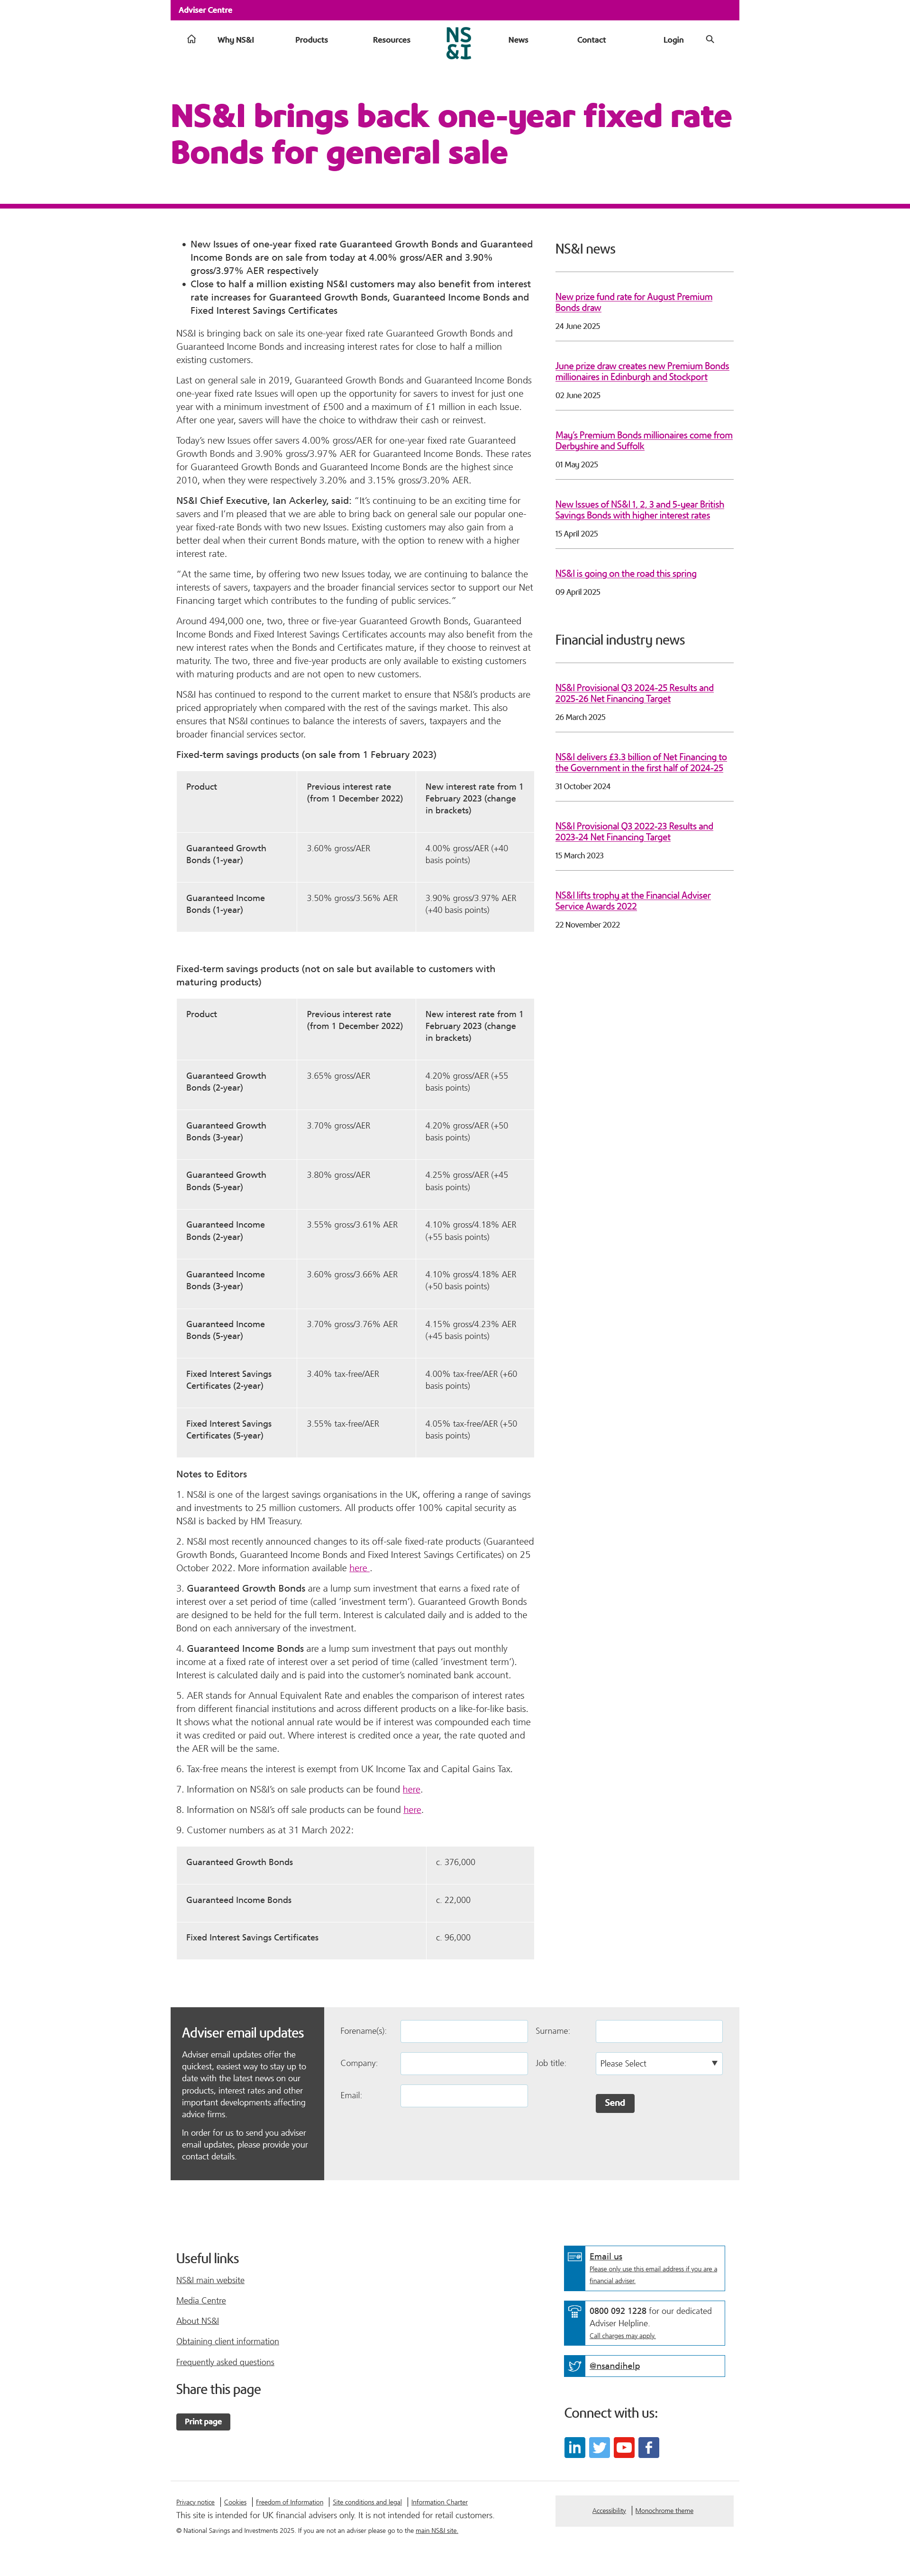 Adviser Centre
Why NS&I
Products
Resources
NS
&I
News
Contact
Login
NS&I brings back one-year fixed rate
Bonds for general sale
New Issues of one-year fixed rate Guaranteed Growth Bonds and Guaranteed
Income Bonds are on sale from today at 4.00% gross/AER and 3.90%
gross/3.97% AER respectively
Close to half a million existing NS&I customers may also benefit from interest
rate increases for Guaranteed Growth Bonds, Guaranteed Income Bonds and
Fixed Interest Savings Certificates
NS&I is bringing back on sale its one-year fixed rate Guaranteed Growth Bonds and
Guaranteed Income Bonds and increasing interest rates for close to half a million
existing customers.
Last on general sale in 2019, Guaranteed Growth Bonds and Guaranteed Income Bonds
one-year fixed rate Issues will open up the opportunity for savers to invest for just one
year with a minimum investment of £500 and a maximum of £1 million in each Issue.
After one year, savers will have the choice to withdraw their cash or reinvest.
Today's new Issues offer savers 4.00% gross/AER for one-year fixed rate Guaranteed
Growth Bonds and 3.90% gross/3.97% AER for Guaranteed Income Bonds. These rates
for Guaranteed Growth Bonds and Guaranteed Income Bonds are the highest since
2010, when they were respectively 3.20% and 3.15% gross/3.20% AER.
NS&I Chief Executive, Ian Ackerley, said: "It's continuing to be an exciting time for
savers and I'm pleased that we are able to bring back on general sale our popular one-
year fixed-rate Bonds with two new Issues. Existing customers may also gain from a
better deal when their current Bonds mature, with the option to renew with a higher
interest rate.
"At the same time, by offering two new Issues today, we are continuing to balance the
interests of savers, taxpayers and the broader financial services sector to support our Net
Financing target which contributes to the funding of public services."
Around 494,000 one, two, three or five-year Guaranteed Growth Bonds, Guaranteed
Income Bonds and Fixed Interest Savings Certificates accounts may also benefit from the
new interest rates when the Bonds and Certificates mature, if they choose to reinvest at
maturity. The two, three and five-year products are only available to existing customers
with maturing products and are not open to new customers.
NS&I has continued to respond to the current market to ensure that NS&I's products are
priced appropriately when compared with the rest of the savings market. This also
ensures that NS&I continues to balance the interests of savers, taxpayers and the
broader financial services sector.
Fixed-term savings products (on sale from 1 February 2023)
Product
Previous interest rate
(from 1 December 2022)
New interest rate from 1
February 2023 (change
in brackets)
Guaranteed Growth
Bonds (1-year)
3.60% gross/AER
4.00% gross/AER (+40
basis points)
Guaranteed Income
Bonds (1-year)
3.50% gross/3.56% AER
3.90% gross/3.97% AER
(+40 basis points)
Fixed-term savings products (not on sale but available to customers with
maturing products)
Product
Previous interest rate
(from 1 December 2022)
New interest rate from 1
February 2023 (change
in brackets)
Guaranteed Growth
Bonds (2-year)
3.65% gross/AER
4.20% gross/AER (+55
basis points)
Guaranteed Growth
Bonds (3-year)
3.70% gross/AER
4.20% gross/AER (+50
basis points)
Guaranteed Growth
Bonds (5-year)
3.80% gross/AER
4.25% gross/AER (+45
basis points)
Guaranteed Income
Bonds (2-year)
3.55% gross/3.61% AER
4.10% gross/4.18% AER
(+55 basis points)
Guaranteed Income
Bonds (3-year)
3.60% gross/3.66% AER
4.10% gross/4.18% AER
(+50 basis points)
Guaranteed Income
Bonds (5-year)
3.70% gross/3.76% AER
4.15% gross/4.23% AER
(+45 basis points)
Fixed Interest Savings
Certificates (2-year)
3.40% tax-free/AER
4.00% tax-free/AER (+60
basis points)
Fixed Interest Savings
Certificates (5-year)
3.55% tax-free/AER
4.05% tax-free/AER (+50
basis points)
Notes to Editors
1. NS&I is one of the largest savings organisations in the UK, offering a range of savings
and investments to 25 million customers. All products offer 100% capital security as
NS&I is backed by HM Treasury.
2. NS&I most recently announced changes to its off-sale fixed-rate products (Guaranteed
Growth Bonds, Guaranteed Income Bonds and Fixed Interest Savings Certificates) on 25
October 2022. More information available here .
3. Guaranteed Growth Bonds are a lump sum investment that earns a fixed rate of
interest over a set period of time (called 'investment term'). Guaranteed Growth Bonds
are designed to be held for the full term. Interest is calculated daily and is added to the
Bond on each anniversary of the investment.
4. Guaranteed Income Bonds are a lump sum investment that pays out monthly
income at a fixed rate of interest over a set period of time (called 'investment term').
Interest is calculated daily and is paid into the customer's nominated bank account.
5. AER stands for Annual Equivalent Rate and enables the comparison of interest rates
from different financial institutions and across different products on a like-for-like basis.
It shows what the notional annual rate would be if interest was compounded each time
it was credited or paid out. Where interest is credited once a year, the rate quoted and
the AER will be the same.
6. Tax-free means the interest is exempt from UK Income Tax and Capital Gains Tax.
7. Information on NS&I's on sale products can be found here.
8. Information on NS&I's off sale products can be found here.
9. Customer numbers as at 31 March 2022:
Guaranteed Growth Bonds
c. 376,000
Guaranteed Income Bonds
c. 22,000
Fixed Interest Savings Certificates
c. 96,000
NS&I news
New prize fund rate for August Premium
Bonds draw
24 June 2025
June prize draw creates new Premium Bonds
millionaires in Edinburgh and Stockport
02 June 2025
May's Premium Bonds millionaires come from
Derbyshire and Suffolk
01 May 2025
New Issues of NS&I 1, 2, 3 and 5-year British
Savings Bonds with higher interest rates
15 April 2025
NS&I is going on the road this spring
09 April 2025
Financial industry news
NS&I Provisional Q3 2024-25 Results and
2025-26 Net Financing Target
26 March 2025
NS&I delivers £3.3 billion of Net Financing to
the Government in the first half of 2024-25
31 October 2024
NS&I Provisional Q3 2022-23 Results and
2023-24 Net Financing Target
15 March 2023
NS&I lifts trophy at the Financial Adviser
Service Awards 2022
22 November 2022
Adviser email updates
Adviser email updates offer the
quickest, easiest way to stay up to
date with the latest news on our
products, interest rates and other
important developments affecting
advice firms.
In order for us to send you adviser
email updates, please provide your
contact details.
Forename(s):
Surname:
Company:
Job title:
Please Select
Email:
Send
Useful links
NS&I main website
Media Centre
About NS&I
Obtaining client information
Frequently asked questions
Share this page
Print page
Email us
Please only use this email address if you are a
financial adviser.
0800 092 1228 for our dedicated
Adviser Helpline.
Call charges may apply.
@nsandihelp
Connect with us:
Privacy notice
Cookies
Freedom of Information
Site conditions and legal
Information Charter
This site is intended for UK financial advisers only. It is not intended for retail customers.
© National Savings and Investments 2025. If you are not an adviser please go to the main NS&I site.
Accessibility
Monochrome theme